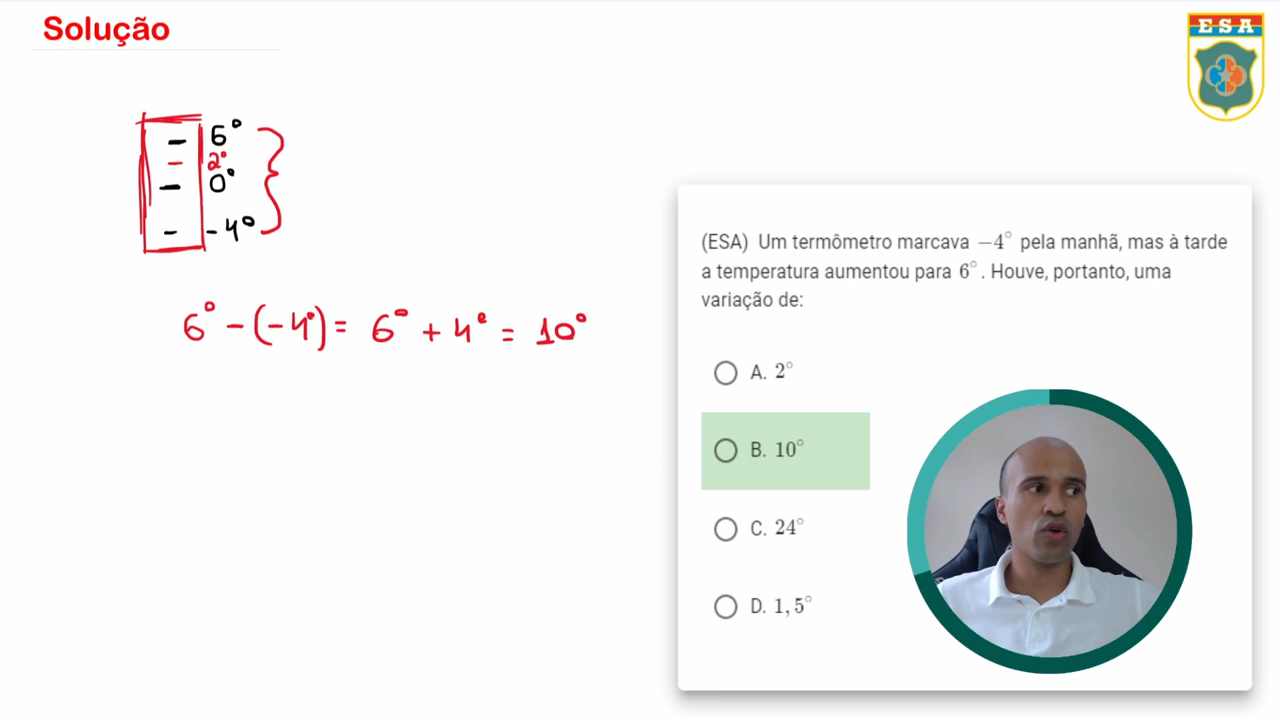 Solução
ESA
6°
2°
0°
-4°
6° - (-4°) = 6° + 4° = 10°
(ESA) Um termômetro marcava −4° pela manhã, mas à tarde
a temperatura aumentou para 6°. Houve, portanto, uma
variação de:
A. 2°
B. 10°
C. 24°
D. 1,5°